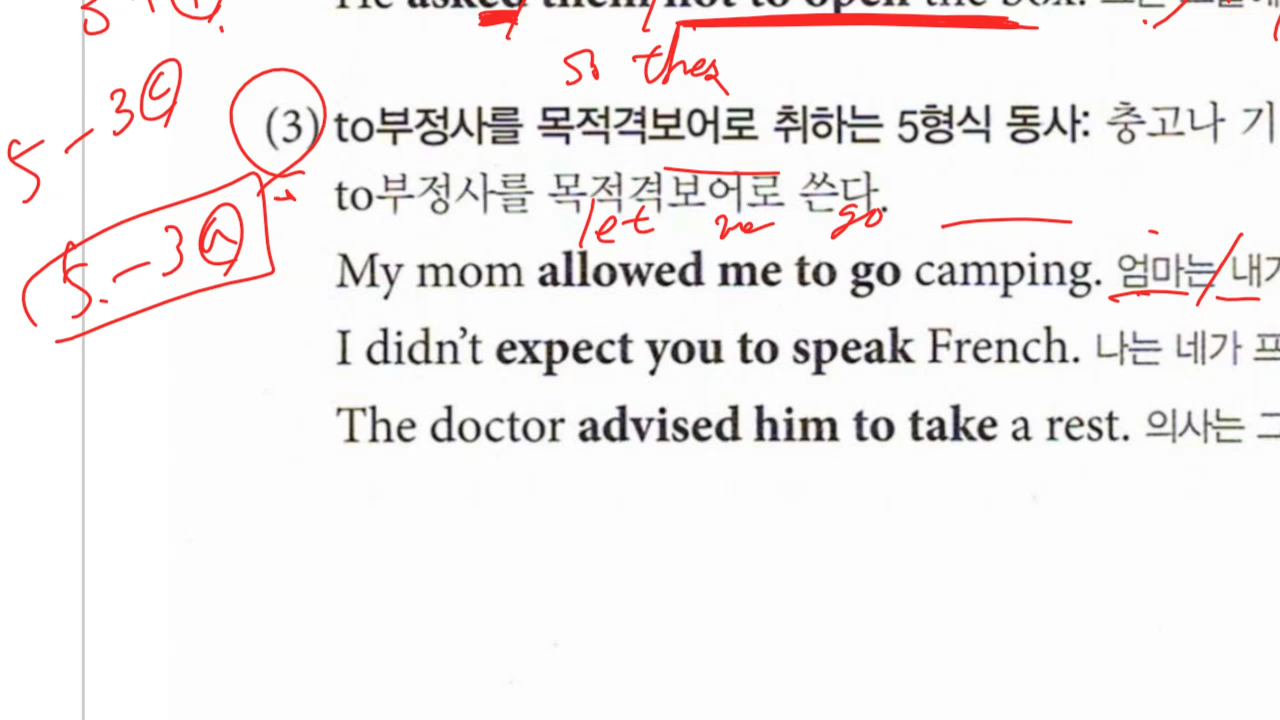 He asked them not to open the box.
so that
5-3ⓒ
(3) to부정사를 목적격보어로 취하는 5형식 동사: 충고나 기
to부정사를 목적격보어로 쓴다.
let me go
5-3ⓐ
My mom allowed me to go camping. 엄마는 내가
I didn't expect you to speak French. 나는 네가 프
The doctor advised him to take a rest. 의사는 그